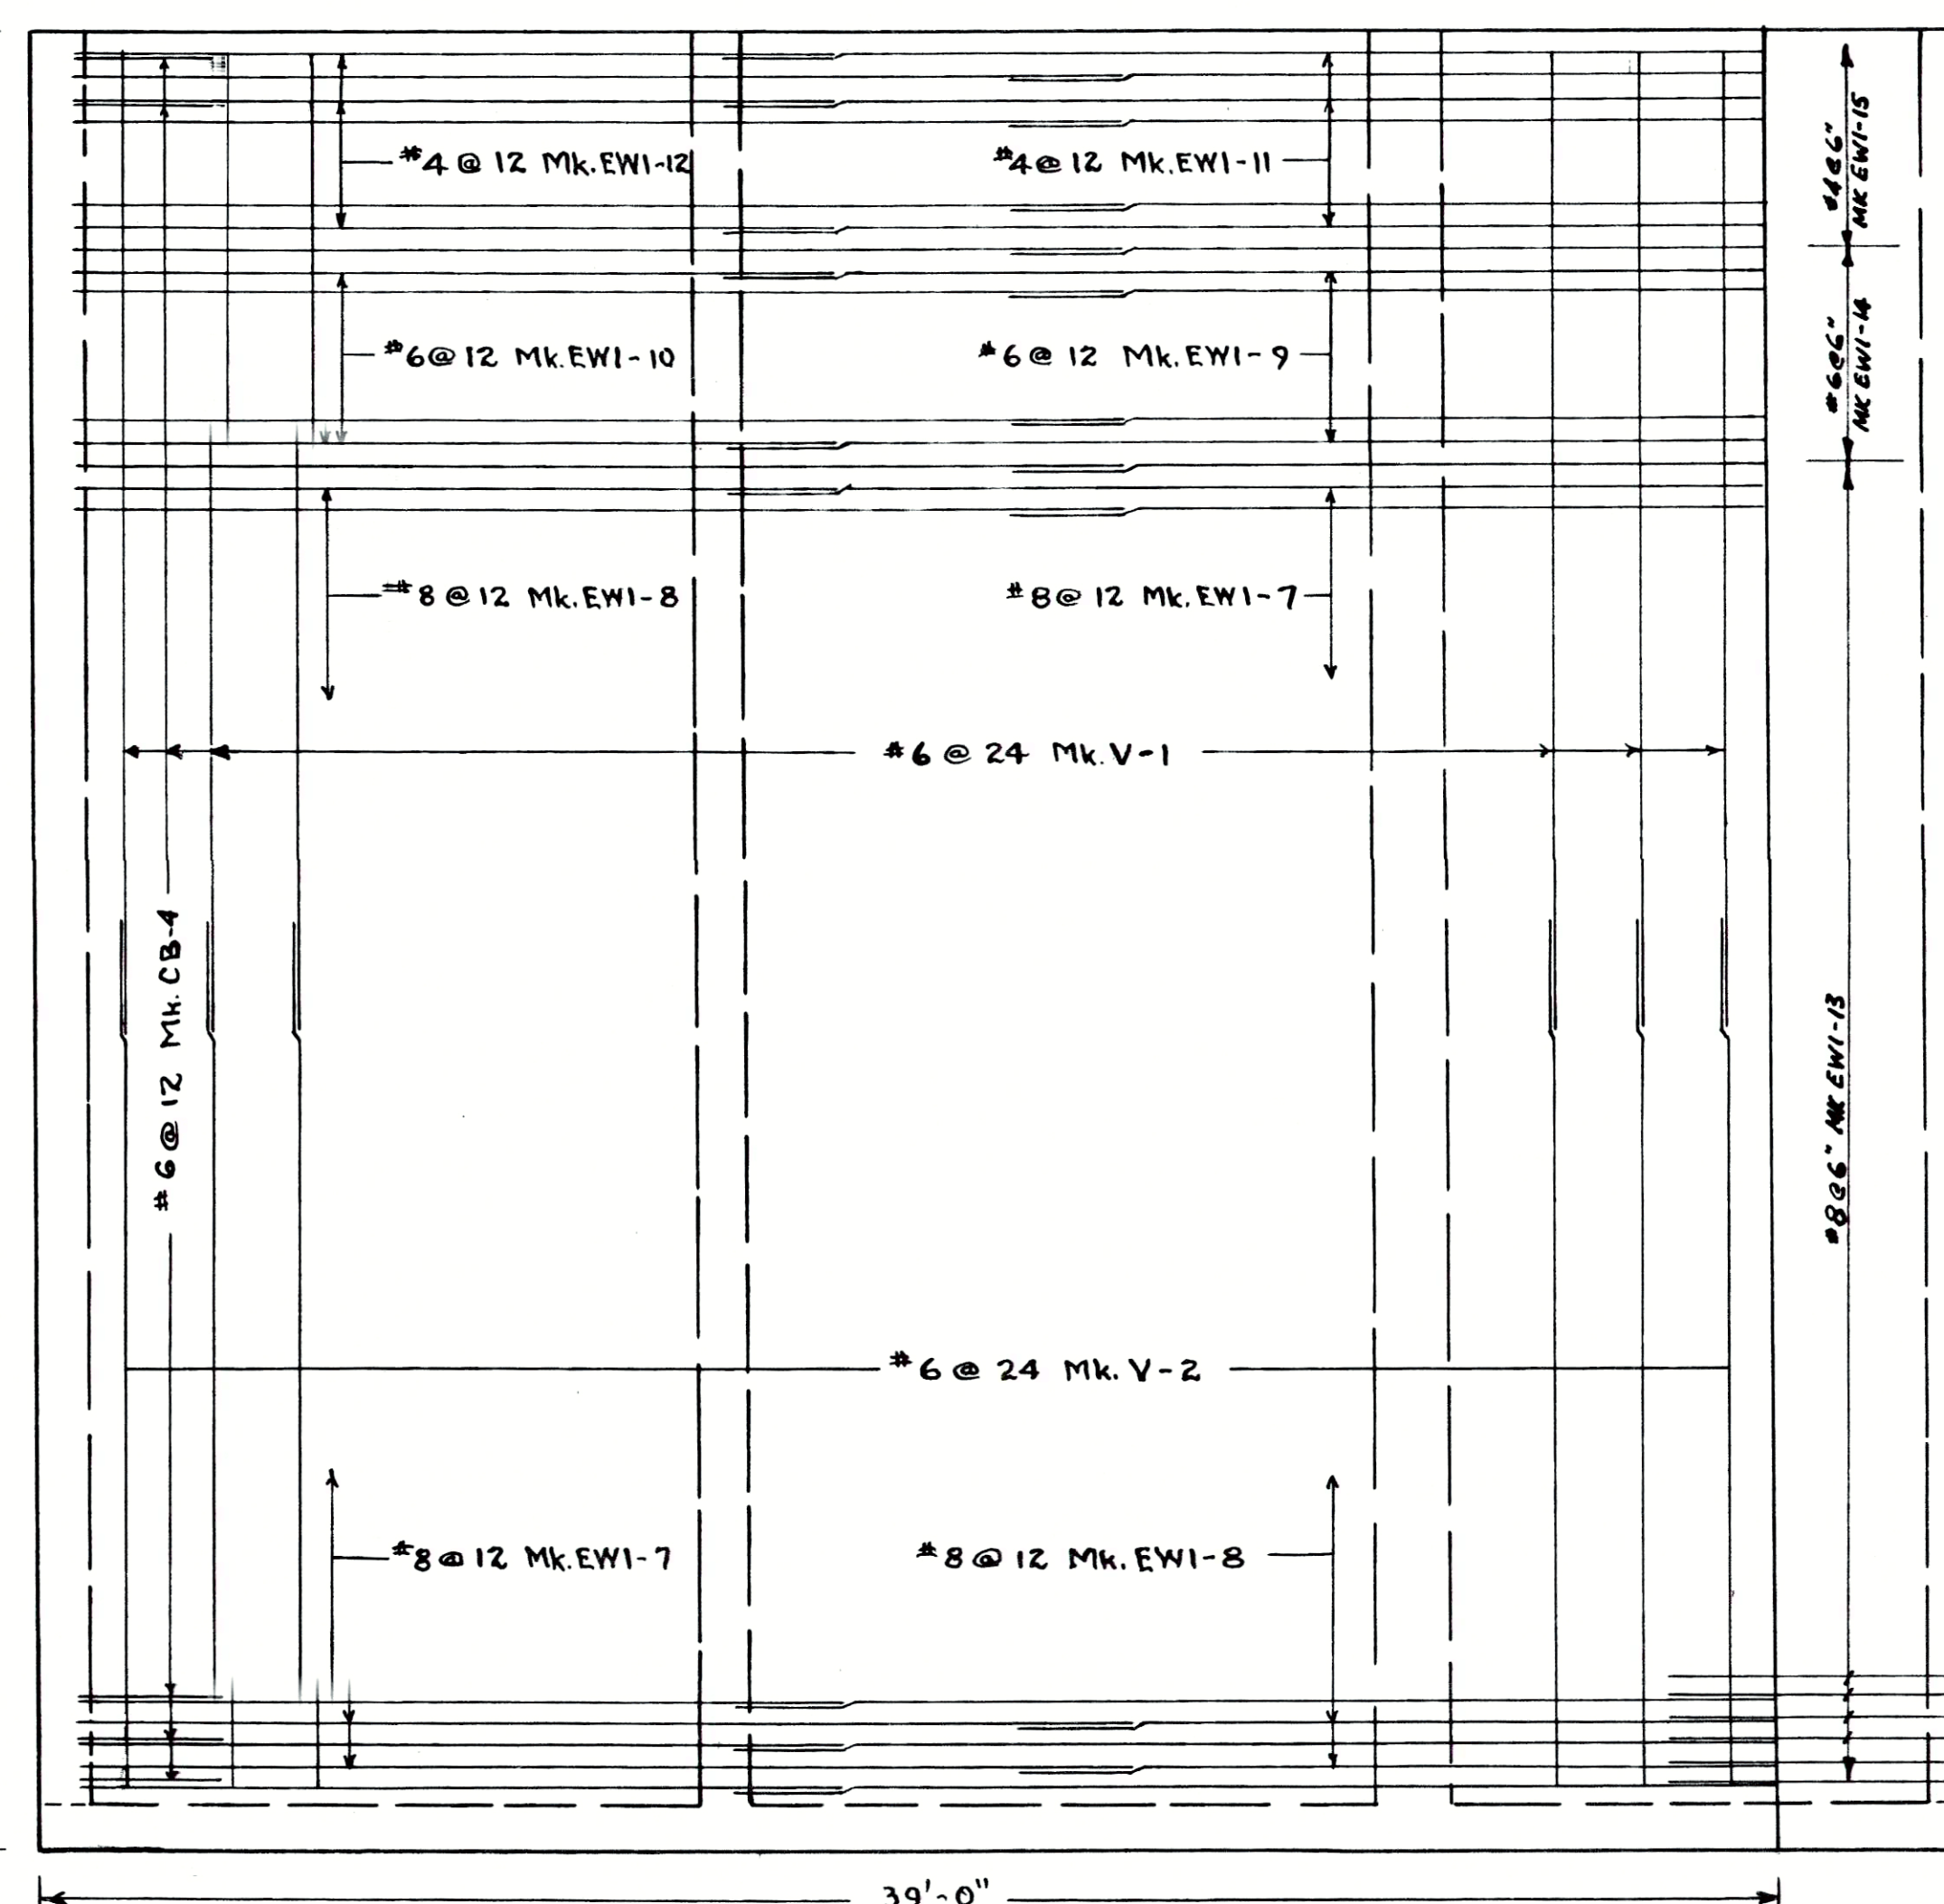 #4 @ 12 Mk. EW1-12
#4 @ 12 Mk. EW1-11
#4@6"
MK EW1-15
#6 @ 12 Mk. EW1-10
#6 @ 12 Mk. EW1-9
#6@6"
MK EW1-14
#8 @ 12 Mk. EW1-8
#8 @ 12 Mk. EW1-7
#6 @ 24 Mk. V-1
#6 @ 12 Mk. CB-4
#8@6" MK EW1-13
#6 @ 24 Mk. V-2
#8 @ 12 Mk. EW1-7
#8 @ 12 Mk. EW1-8
39'-0"